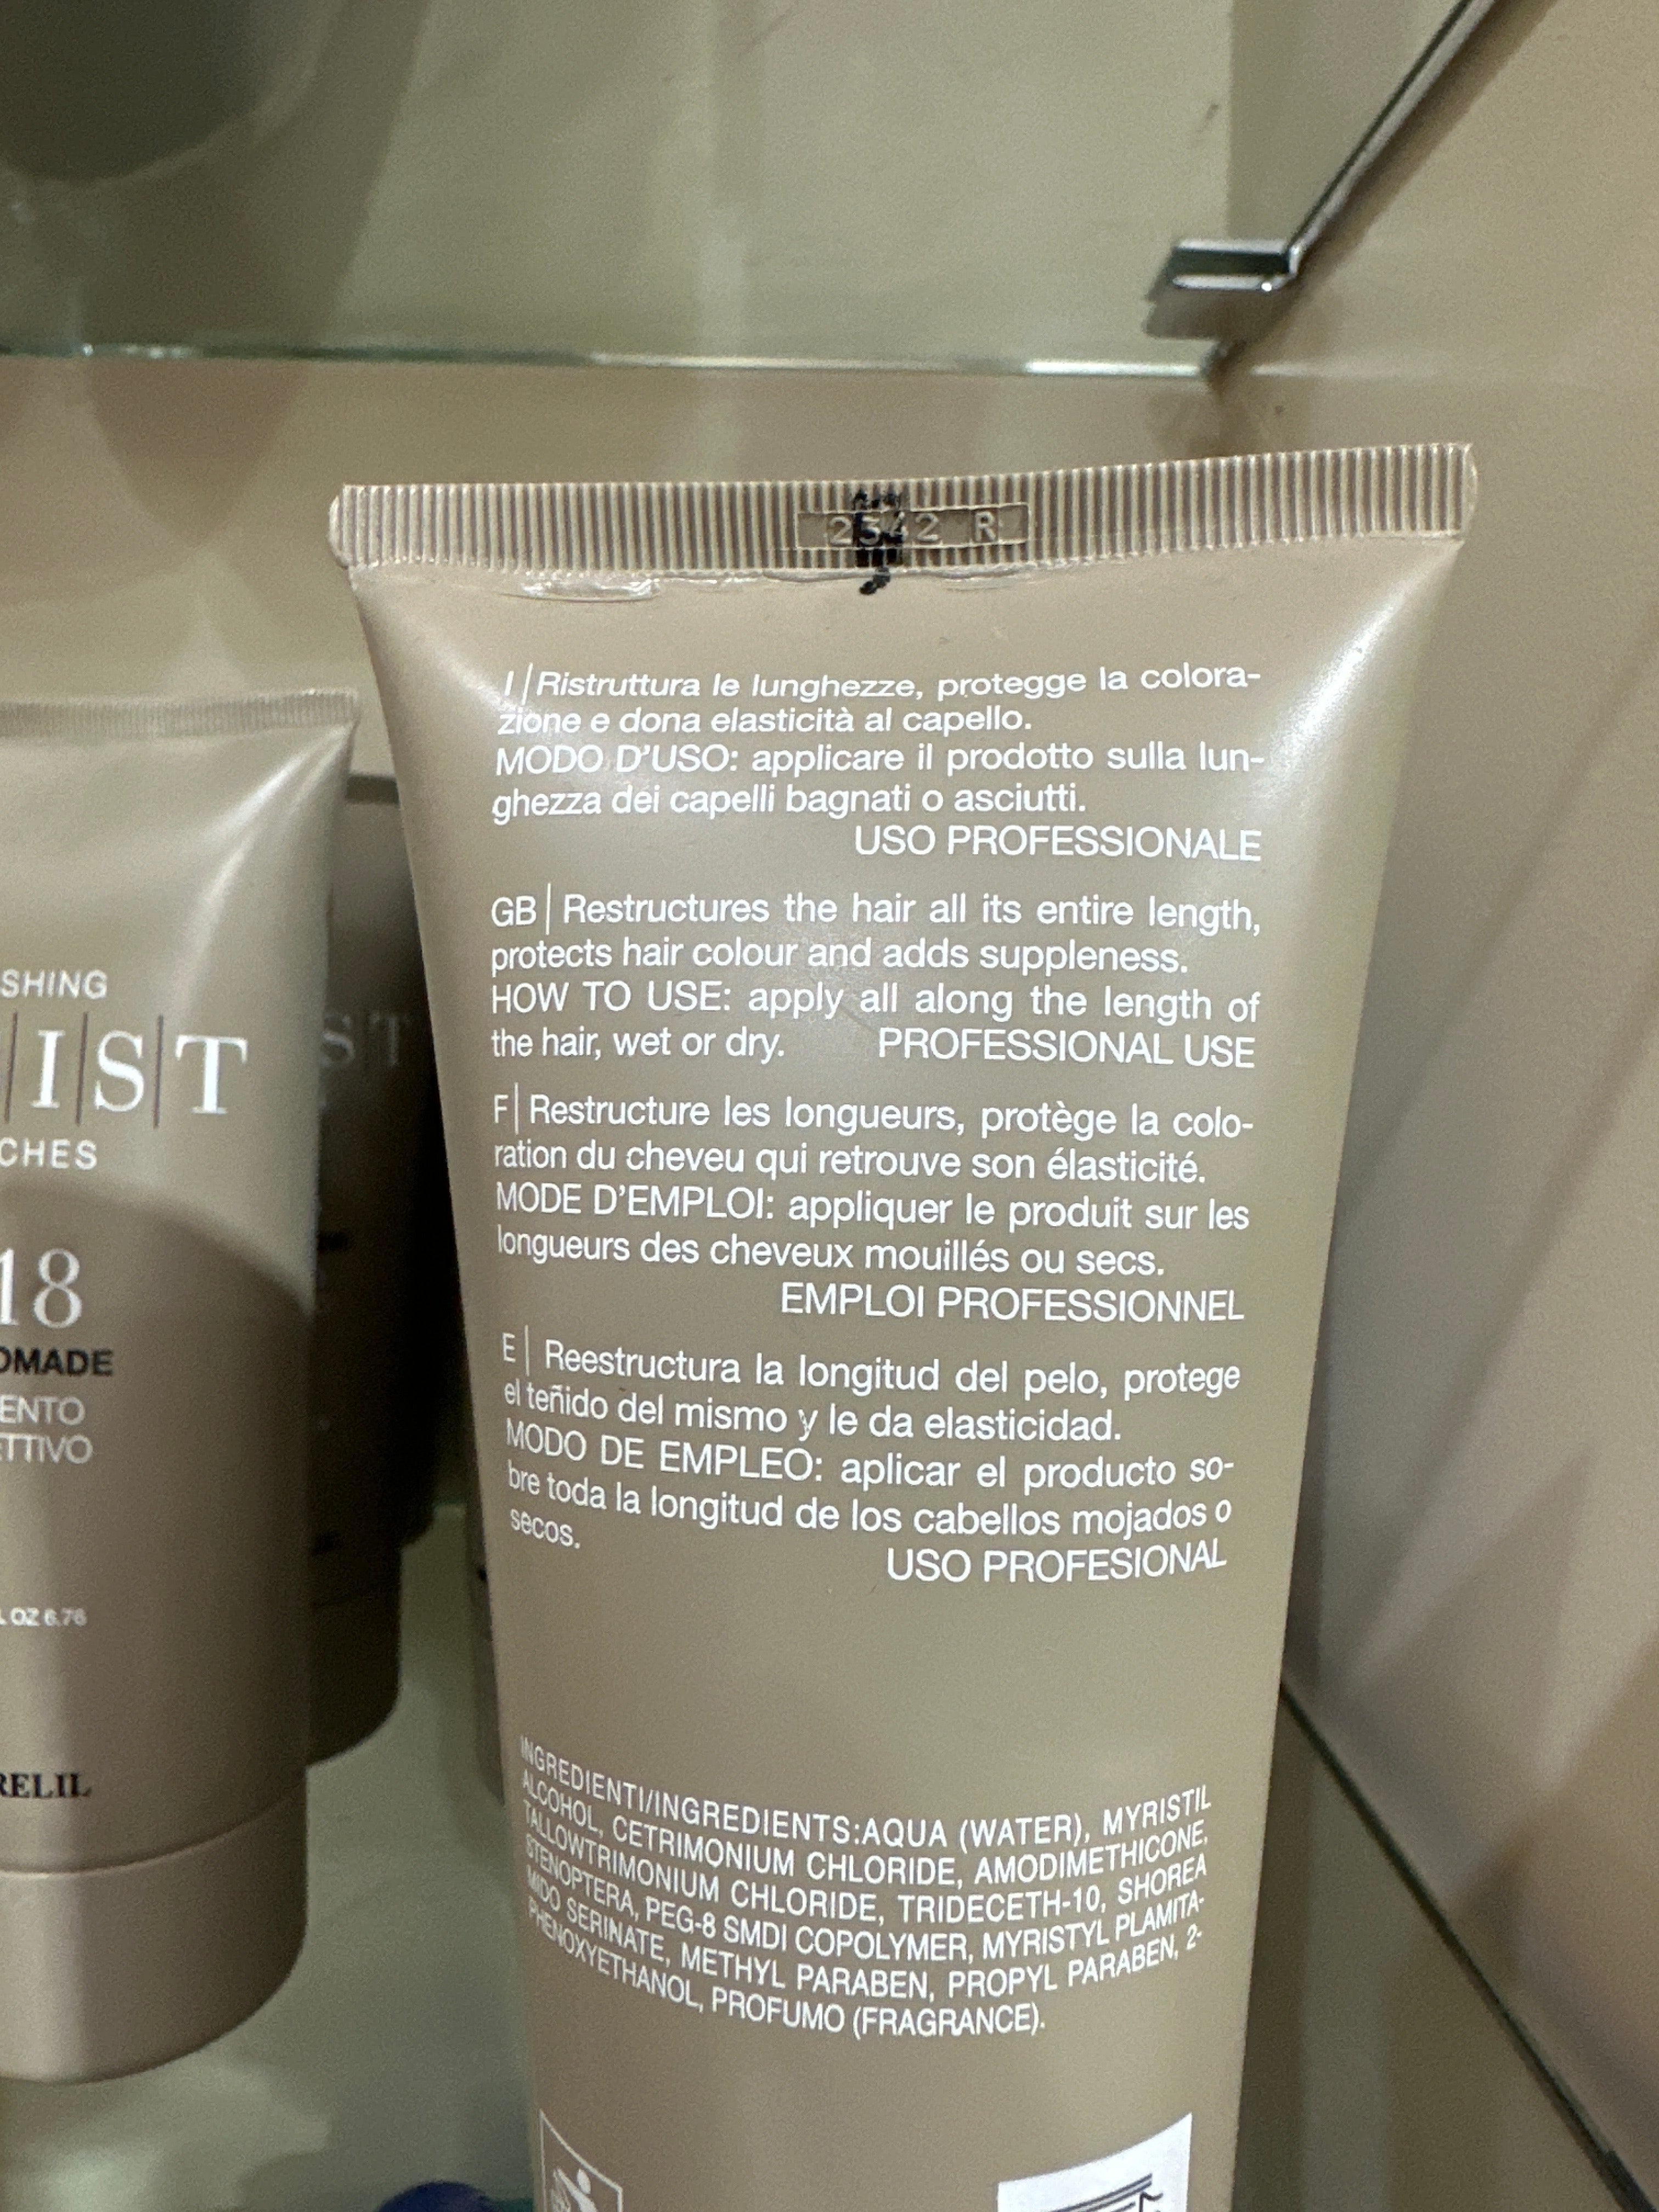 2342 R
I | Ristruttura le lunghezze, protegge la colora-
zione e dona elasticità al capello.
MODO D'USO: applicare il prodotto sulla lun-
ghezza dei capelli bagnati o asciutti.
USO PROFESSIONALE
GB | Restructures the hair all its entire length,
protects hair colour and adds suppleness.
HOW TO USE: apply all along the length of
the hair, wet or dry. PROFESSIONAL USE
F | Restructure les longueurs, protège la colo-
ration du cheveu qui retrouve son élasticité.
MODE D'EMPLOI: appliquer le produit sur les
longueurs des cheveux mouillés ou secs.
EMPLOI PROFESSIONNEL
E | Reestructura la longitud del pelo, protege
el teñido del mismo y le da elasticidad.
MODO DE EMPLEO: aplicar el producto so-
bre toda la longitud de los cabellos mojados o
secos.
USO PROFESIONAL
INGREDIENTI/INGREDIENTS:AQUA (WATER), MYRISTIL
ALCOHOL, CETRIMONIUM CHLORIDE, AMODIMETHICONE,
TALLOWTRIMONIUM CHLORIDE, TRIDECETH-10, SHOREA
STENOPTERA, PEG-8 SMDI COPOLYMER, MYRISTYL PLAMITA-
MIDO SERINATE, METHYL PARABEN, PROPYL PARABEN, 2-
PHENOXYETHANOL, PROFUMO (FRAGRANCE).
SHING
IST
CHES
18
OMADE
ENTO
ETTIVO
OZ 6.76
RELIL
ST